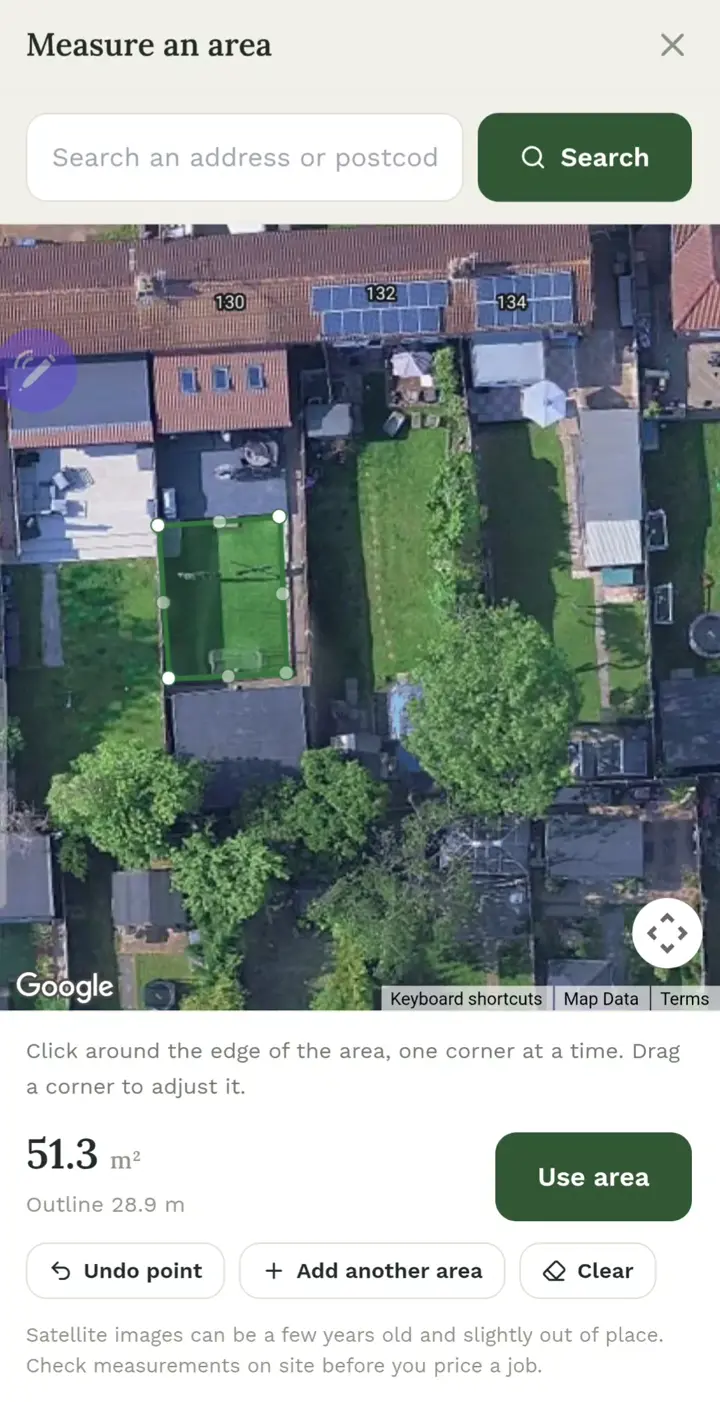 Measure an area
Search an address or postcod
Search
130
132
134
Google
Keyboard shortcuts
Map Data
Terms
Click around the edge of the area, one corner at a time. Drag
a corner to adjust it.
51.3 m²
Use area
Outline 28.9 m
Undo point
Add another area
Clear
Satellite images can be a few years old and slightly out of place.
Check measurements on site before you price a job.